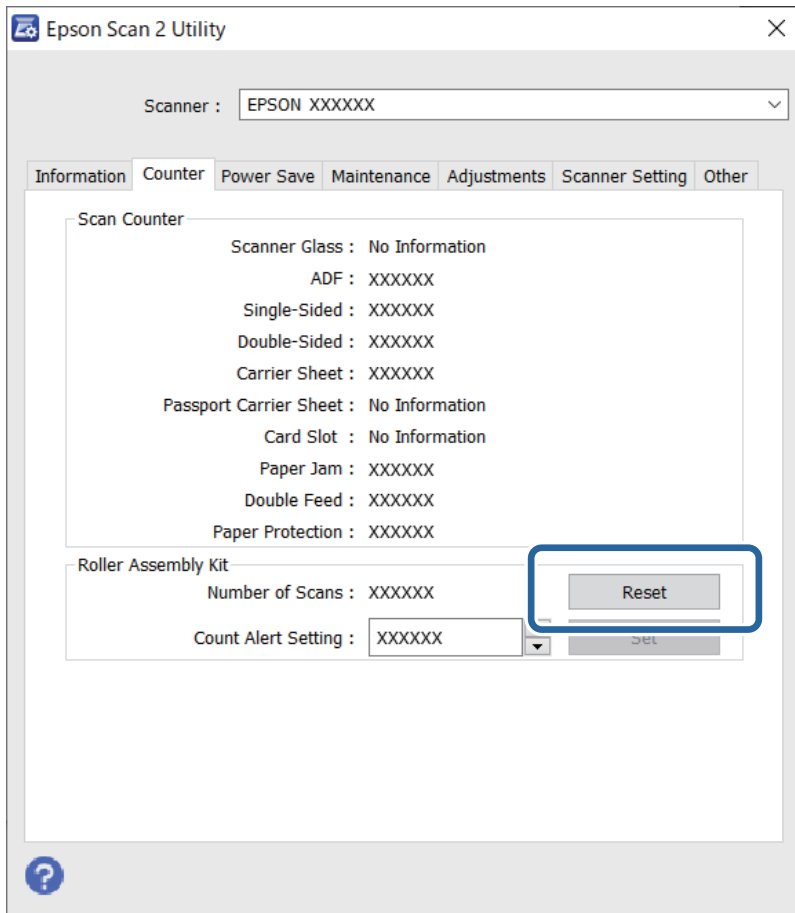 Epson Scan 2 Utility
Scanner : EPSON XXXXXX
Information Counter Power Save Maintenance Adjustments Scanner Setting Other
Scan Counter
Scanner Glass : No Information
ADF : XXXXXX
Single-Sided : XXXXXX
Double-Sided : XXXXXX
Carrier Sheet : XXXXXX
Passport Carrier Sheet : No Information
Card Slot : No Information
Paper Jam : XXXXXX
Double Feed : XXXXXX
Paper Protection : XXXXXX
Roller Assembly Kit
Number of Scans : XXXXXX Reset
Count Alert Setting : XXXXXX Set
?